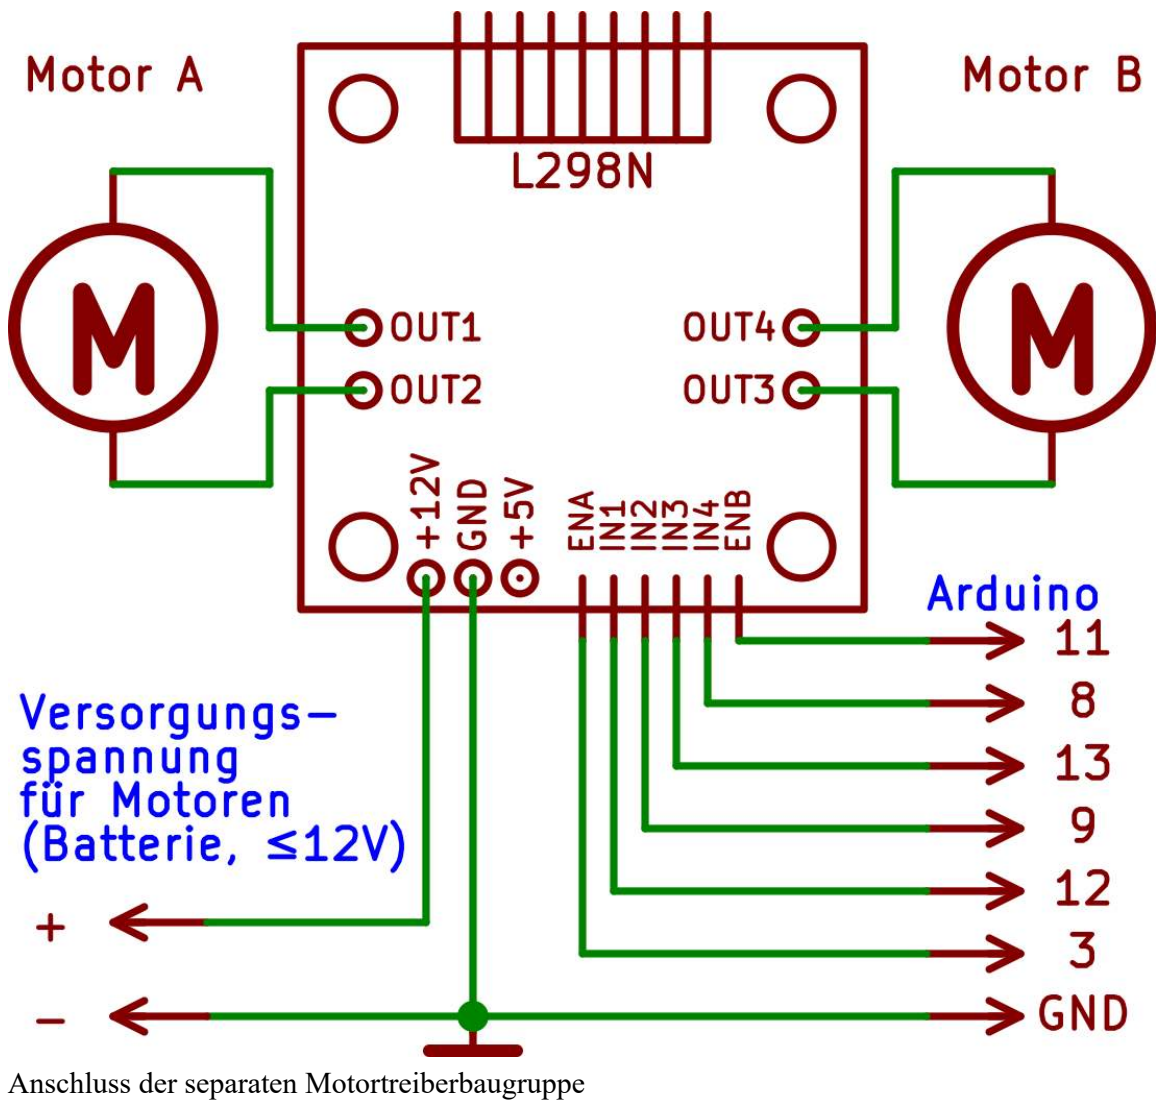 Motor A
Motor B
L298N
M
M
OUT1
OUT4
OUT2
OUT3
+12V
GND
+5V
ENA
IN1
IN2
IN3
IN4
ENB
Arduino
11
8
13
9
12
3
GND
Versorgungs-
spannung
für Motoren
(Batterie, ≤12V)
+
-
Anschluss der separaten Motortreiberbaugruppe